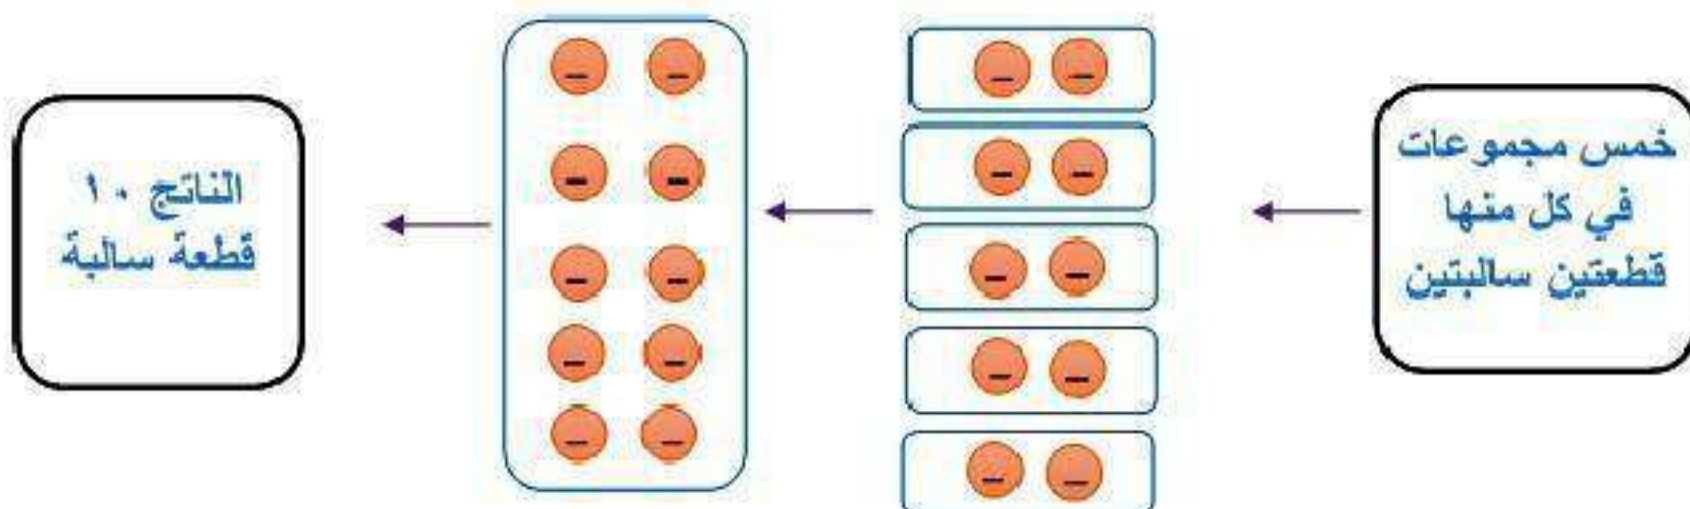 خمس مجموعات
في كل منها
قطعتين سالبتين
الناتج ١٠
قطعة سالبة